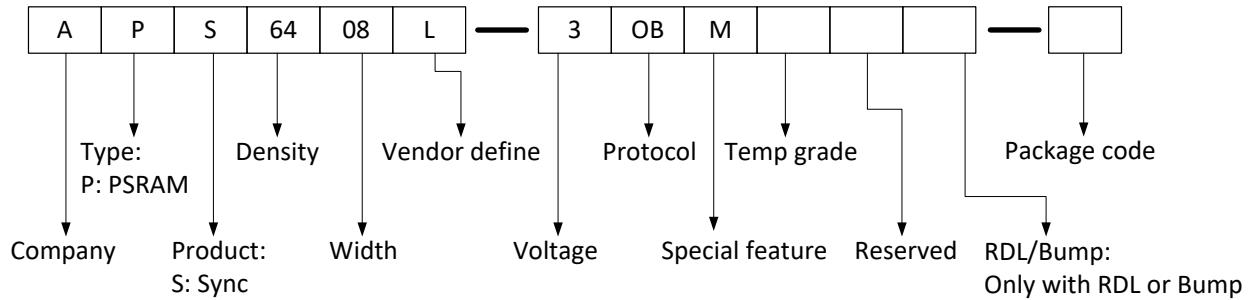 A P S 64 08 L 3 OB M
Type: Density Vendor define Protocol Temp grade Package code
P: PSRAM
Company Product: Width Voltage Special feature Reserved RDL/Bump:
S: Sync Only with RDL or Bump